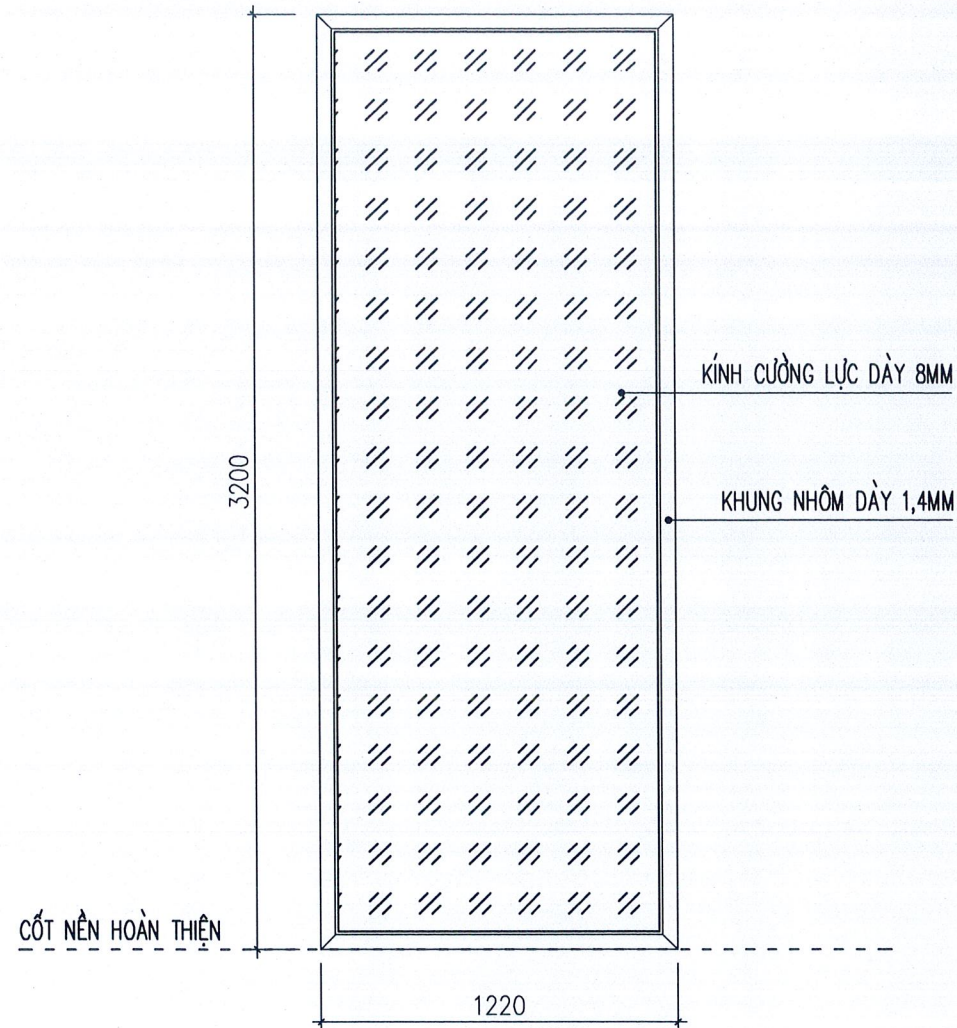 KÍNH CƯỜNG LỰC DÀY 8MM
3200
KHUNG NHÔM DÀY 1,4MM
CỐT NỀN HOÀN THIỆN
1220